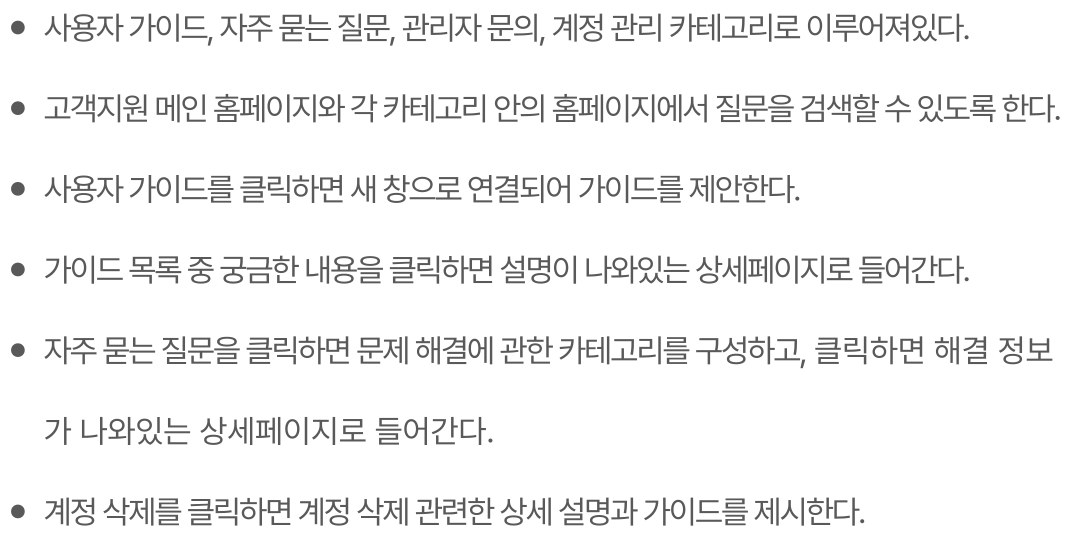 • 사용자 가이드, 자주 묻는 질문, 관리자 문의, 계정 관리 카테고리로 이루어져있다.
• 고객지원 메인 홈페이지와 각 카테고리 안의 홈페이지에서 질문을 검색할 수 있도록 한다.
• 사용자 가이드를 클릭하면 새 창으로 연결되어 가이드를 제안한다.
• 가이드 목록 중 궁금한 내용을 클릭하면 설명이 나와있는 상세페이지로 들어간다.
• 자주 묻는 질문을 클릭하면 문제 해결에 관한 카테고리를 구성하고, 클릭하면 해결 정보
가 나와있는 상세페이지로 들어간다.
• 계정 삭제를 클릭하면 계정 삭제 관련한 상세 설명과 가이드를 제시한다.